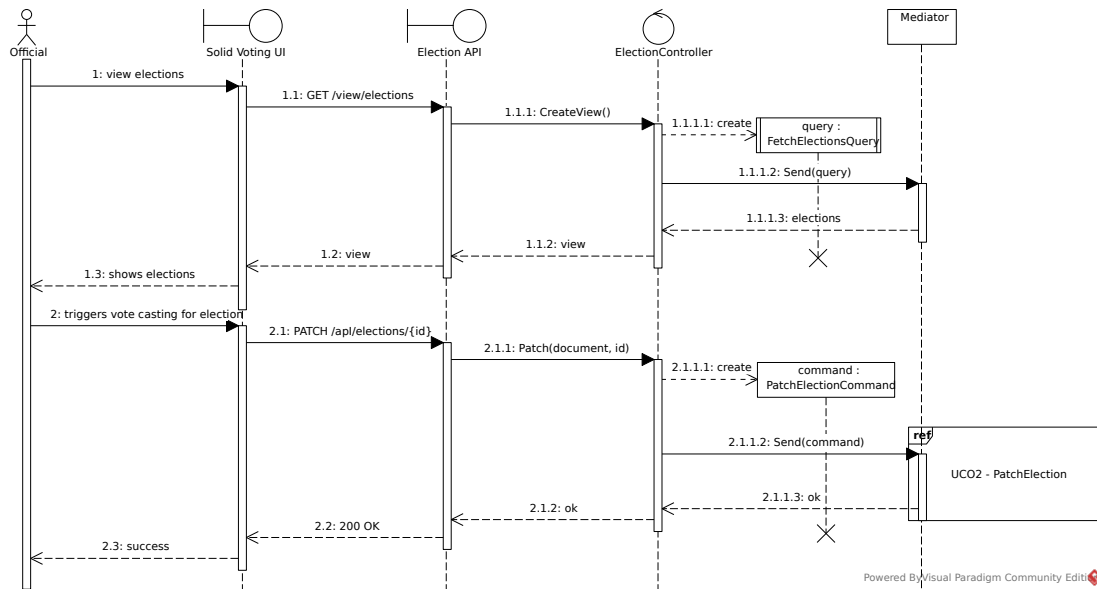 Official
Solid Voting UI
Election API
ElectionController
Mediator
1: view elections
1.1: GET /view/elections
1.1.1: CreateView()
1.1.1.1: create
query :
FetchElectionsQuery
1.1.1.2: Send(query)
1.1.1.3: elections
1.1.2: view
1.2: view
1.3: shows elections
2: triggers vote casting for election
2.1: PATCH /apI/elections/{id}
2.1.1: Patch(document, id)
2.1.1.1: create
command :
PatchElectionCommand
ref
2.1.1.2: Send(command)
UCO2 - PatchElection
2.1.1.3: ok
2.1.2: ok
2.2: 200 OK
2.3: success
Powered ByVisual Paradigm Community Edition